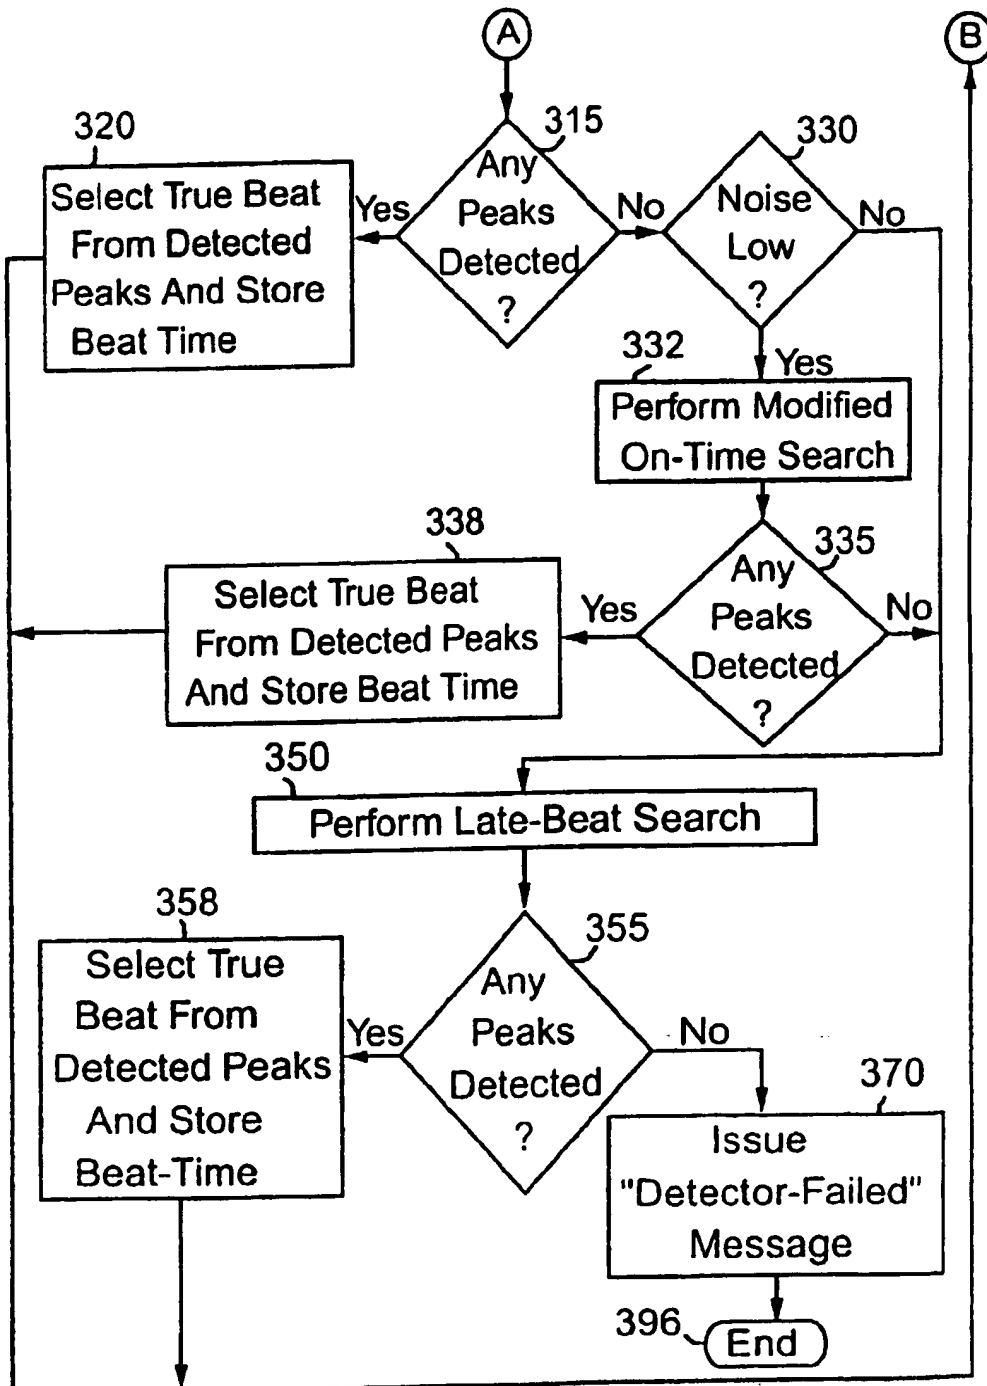 A
B
315
Any
Peaks
Detected
?
Yes
No
320
Select True Beat
From Detected
Peaks And Store
Beat Time
330
Noise
Low
?
No
Yes
332
Perform Modified
On-Time Search
335
Any
Peaks
Detected
?
Yes
No
338
Select True Beat
From Detected Peaks
And Store Beat Time
350
Perform Late-Beat Search
355
Any
Peaks
Detected
?
Yes
No
358
Select True
Beat From
Detected Peaks
And Store
Beat-Time
370
Issue
"Detector-Failed"
Message
396
End